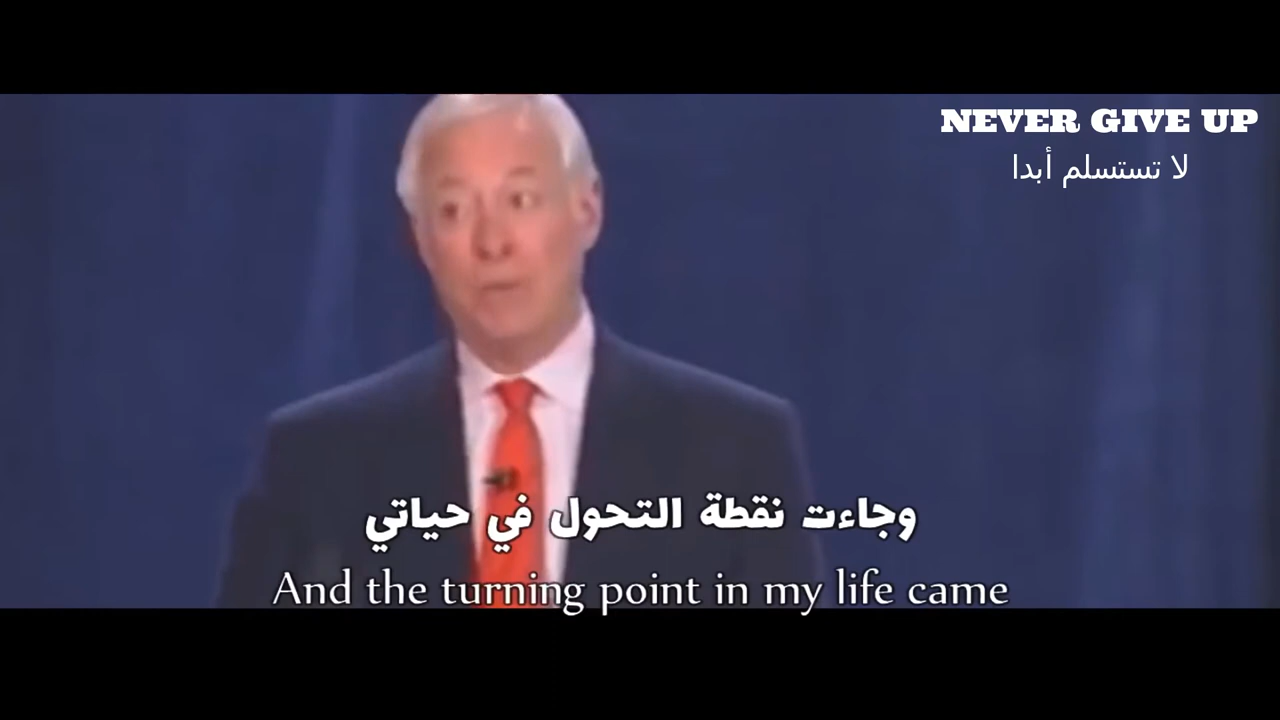 NEVER GIVE UP
لا تستسلم أبدا
وجاءت نقطة التحول في حياتي
And the turning point in my life came